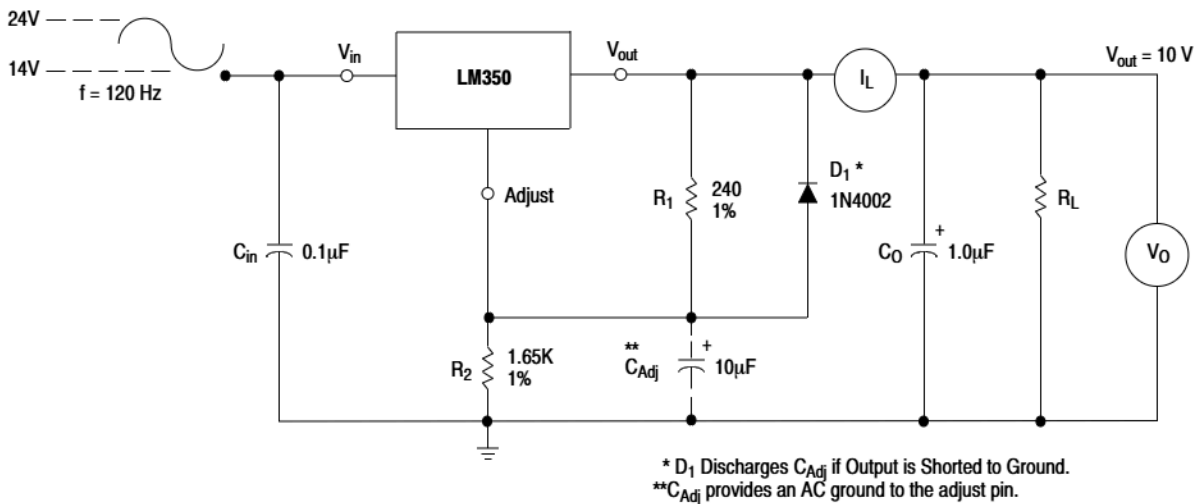 24V
14V
f = 120 Hz
Vin
LM350
Vout
Adjust
Cin
0.1μF
R1
240
1%
D1 *
1N4002
IL
Vout = 10 V
CO
+
1.0μF
RL
VO
R2
1.65K
1%
**
CAdj
+
10μF
* D1 Discharges CAdj if Output is Shorted to Ground.
**CAdj provides an AC ground to the adjust pin.